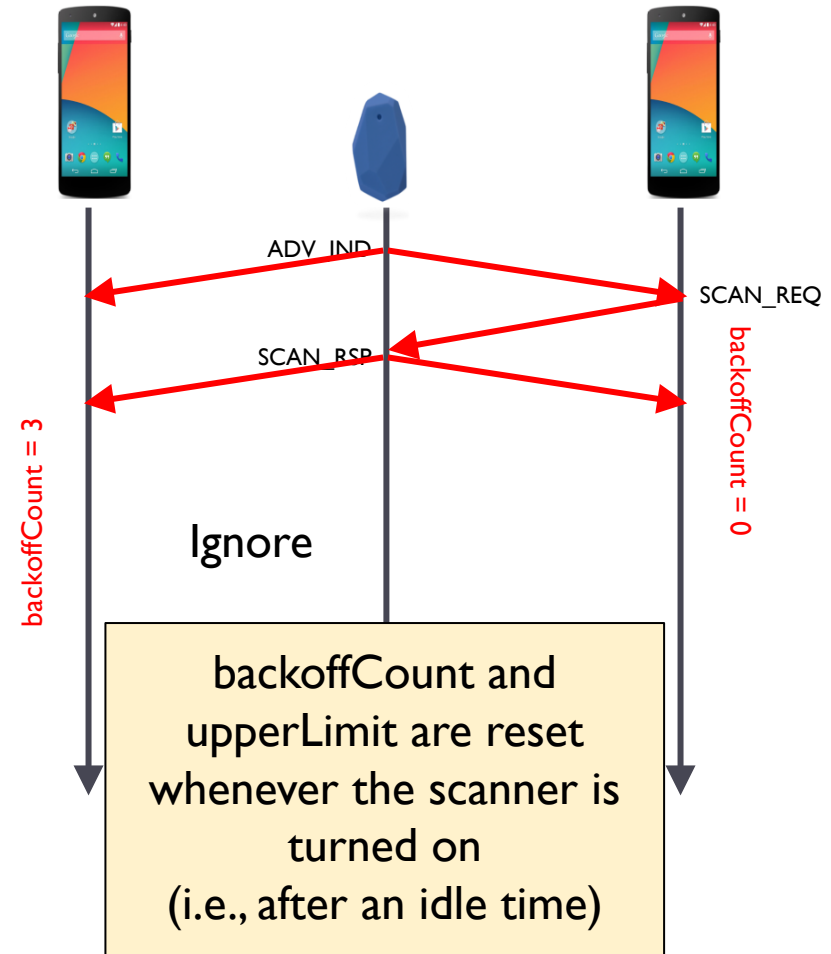 ADV_IND
SCAN_REQ
SCAN_RSP
backoffCount = 3
backoffCount = 0
Ignore
backoffCount and
upperLimit are reset
whenever the scanner is
turned on
(i.e., after an idle time)